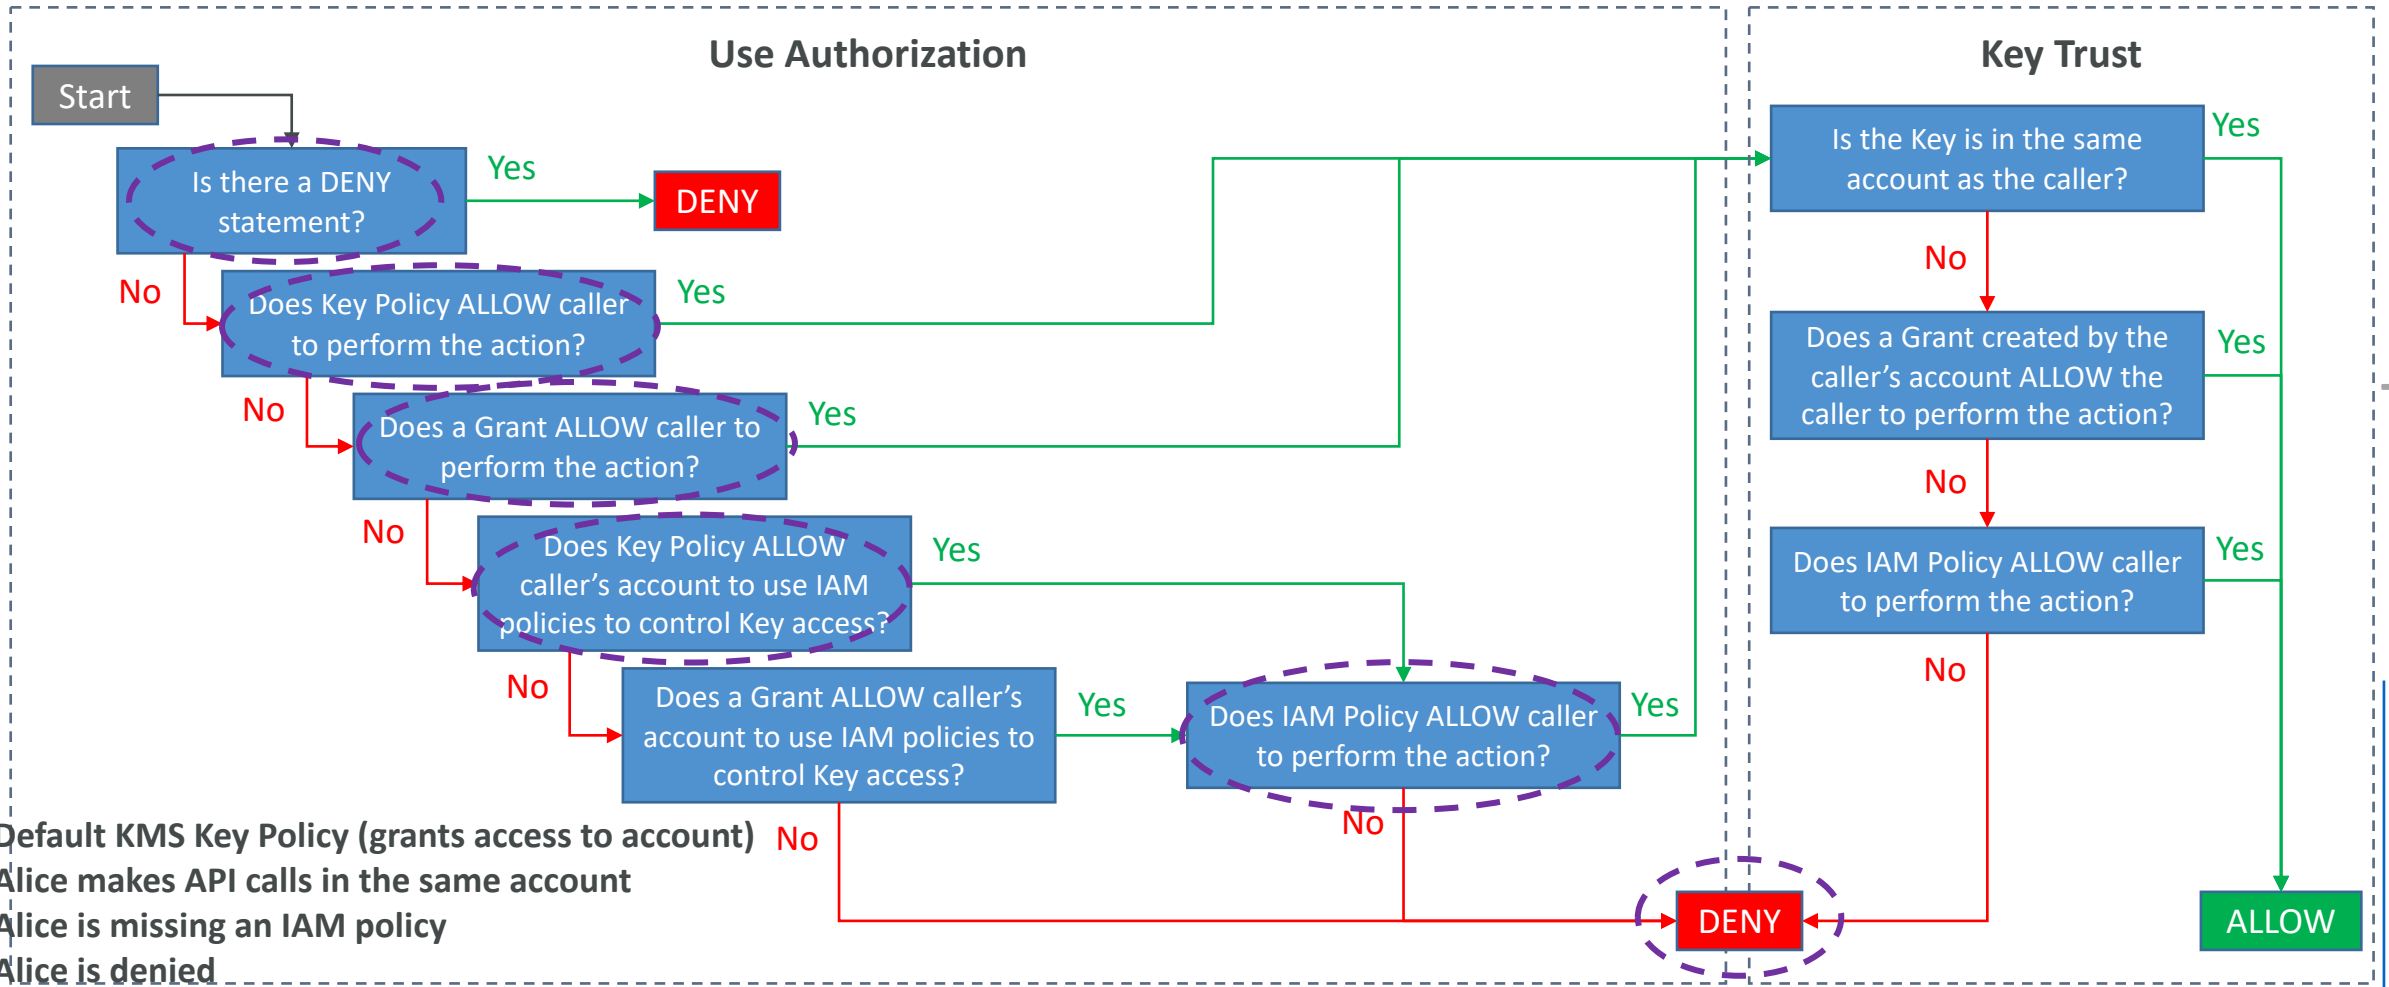 Use Authorization
Key Trust
Start
Is there a DENY
statement?
Yes
DENY
No
Does Key Policy ALLOW caller
to perform the action?
Yes
No
Does a Grant ALLOW caller to
perform the action?
Yes
No
Does Key Policy ALLOW
caller's account to use IAM
policies to control Key access?
Yes
No
Does a Grant ALLOW caller's
account to use IAM policies to
control Key access?
Yes
No
Does IAM Policy ALLOW caller
to perform the action?
Yes
No
Is the Key is in the same
account as the caller?
Yes
No
Does a Grant created by the
caller's account ALLOW the
caller to perform the action?
Yes
No
Does IAM Policy ALLOW caller
to perform the action?
Yes
No
DENY
ALLOW
Default KMS Key Policy (grants access to account)
Alice makes API calls in the same account
Alice is missing an IAM policy
Alice is denied